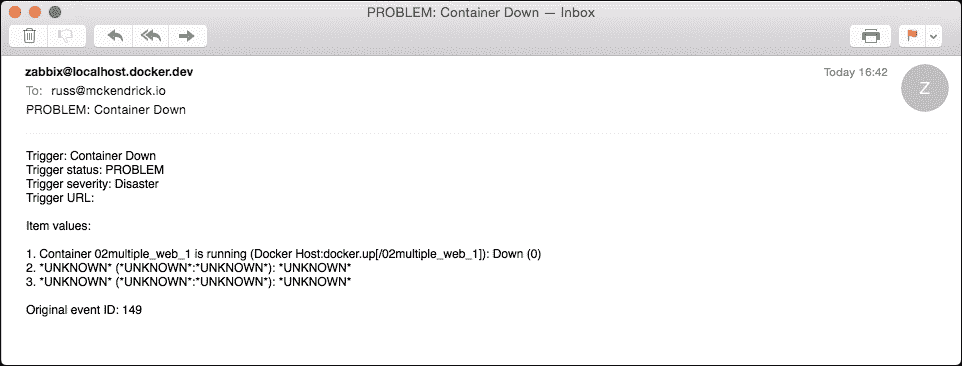 PROBLEM: Container Down — Inbox
zabbix@localhost.docker.dev
Today 16:42
Z
To: russ@mckendrick.io
PROBLEM: Container Down
Trigger: Container Down
Trigger status: PROBLEM
Trigger severity: Disaster
Trigger URL:
Item values:
1. Container 02multiple_web_1 is running (Docker Host:docker.up[/02multiple_web_1]): Down (0)
2. *UNKNOWN* (*UNKNOWN*:*UNKNOWN*): *UNKNOWN*
3. *UNKNOWN* (*UNKNOWN*:*UNKNOWN*): *UNKNOWN*
Original event ID: 149